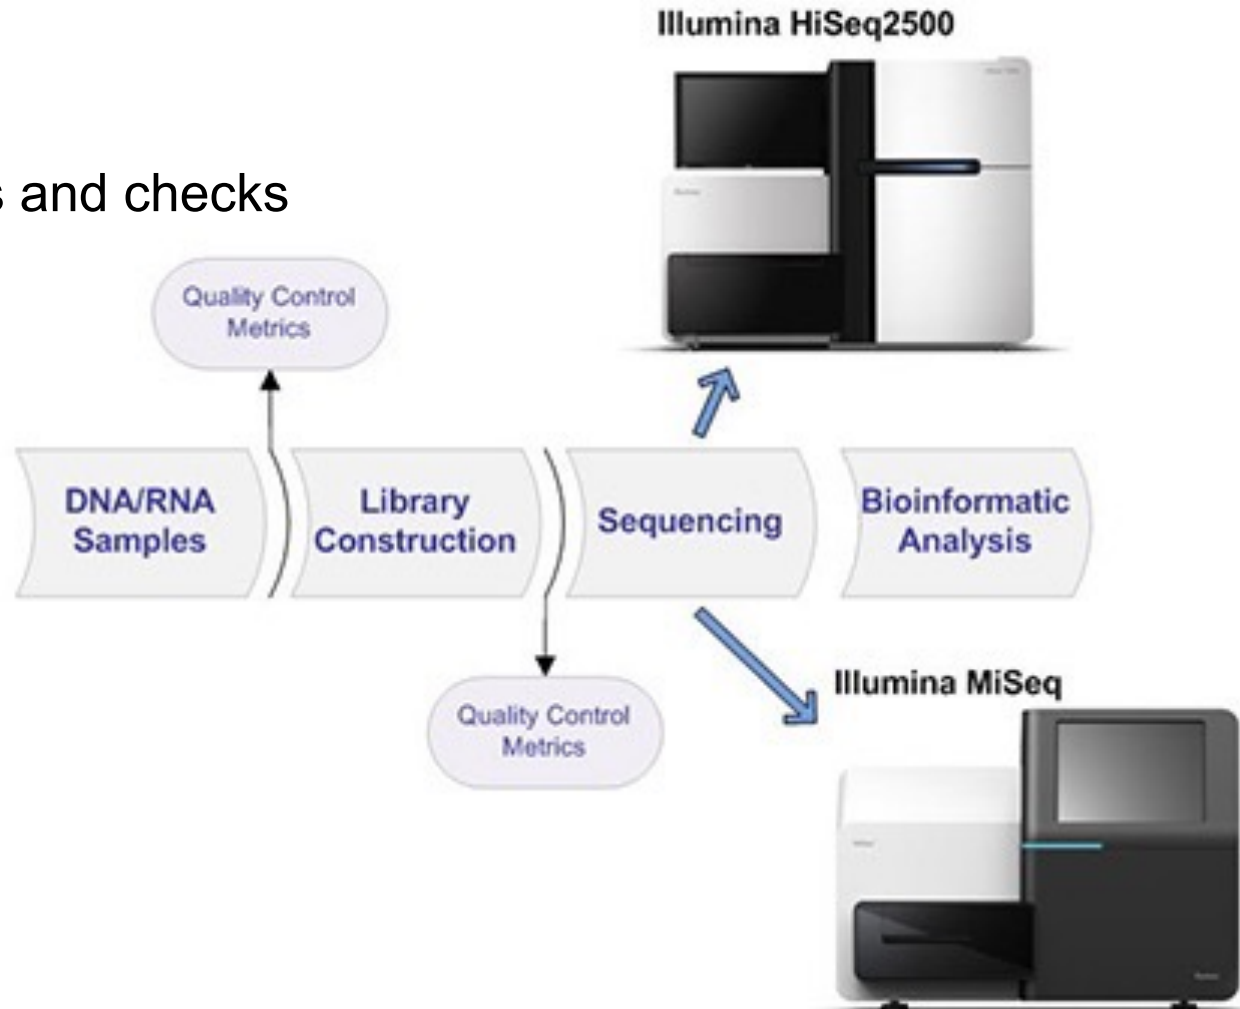 Illumina HiSeq2500
s and checks
Quality Control
Metrics
DNA/RNA
Samples
Library
Construction
Sequencing
Bioinformatic
Analysis
Quality Control
Metrics
Illumina MiSeq